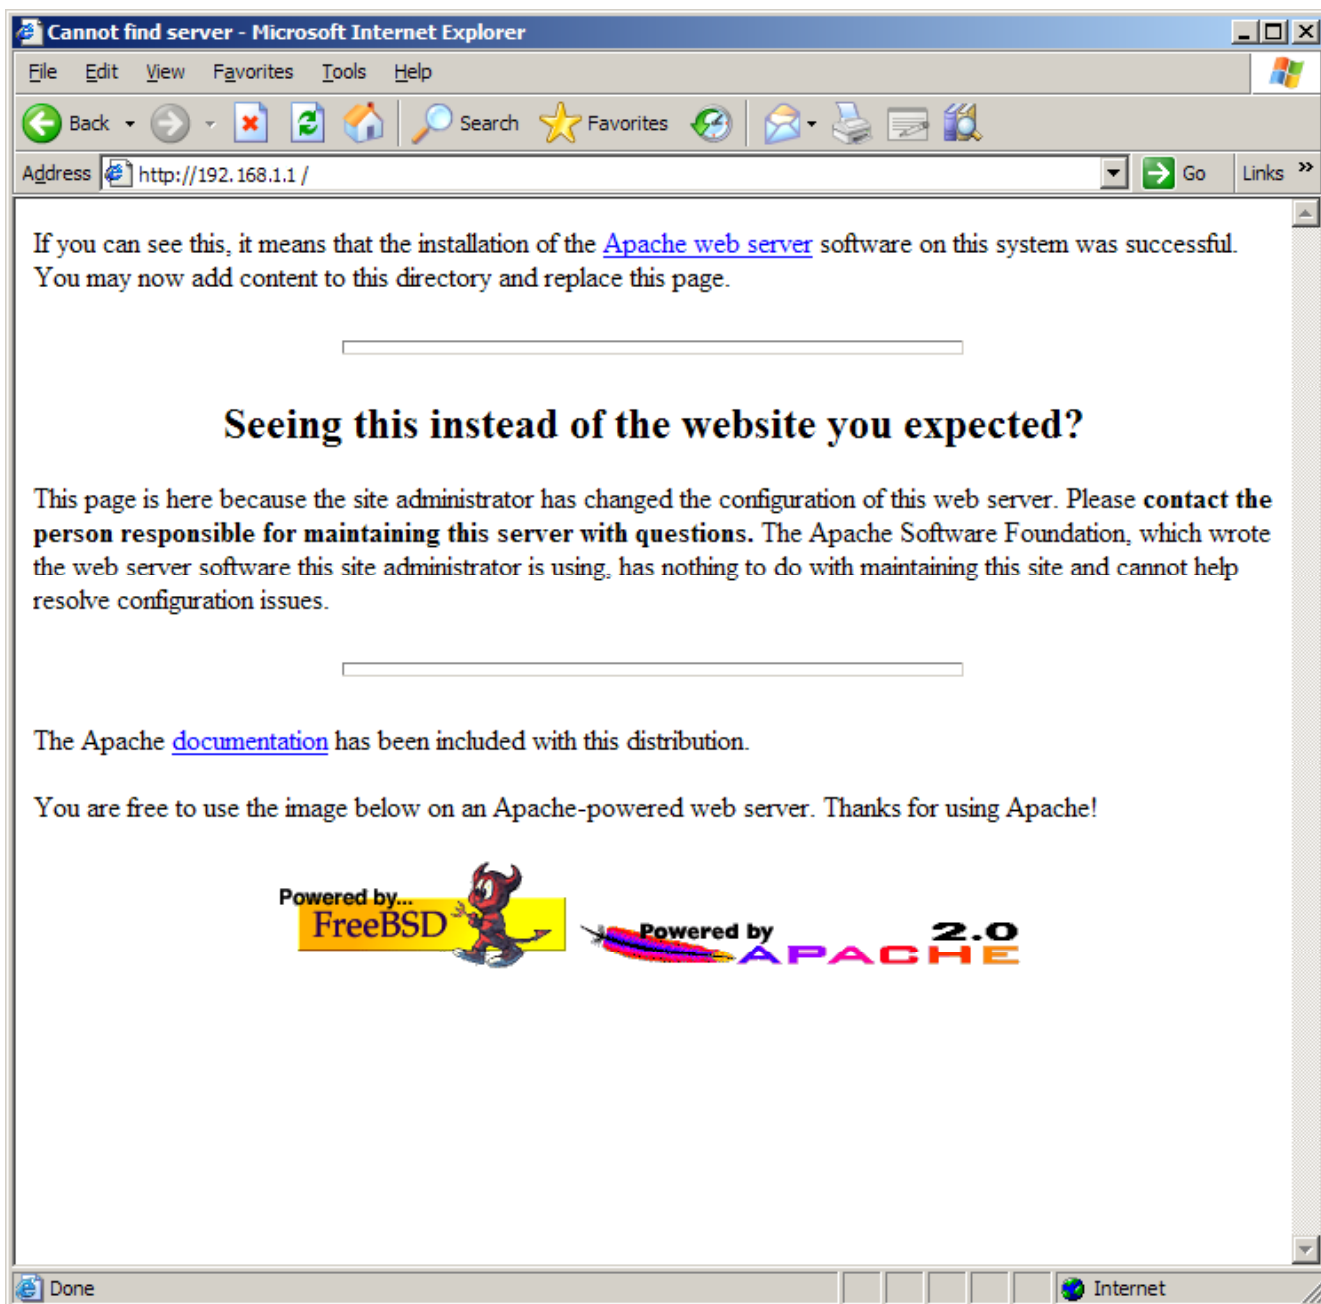 Cannot find server - Microsoft Internet Explorer
File Edit View Favorites Tools Help
Back Search Favorites
Address http://192.168.1.1 / Go Links »
If you can see this, it means that the installation of the Apache web server software on this system was successful.
You may now add content to this directory and replace this page.
Seeing this instead of the website you expected?
This page is here because the site administrator has changed the configuration of this web server. Please contact the
person responsible for maintaining this server with questions. The Apache Software Foundation, which wrote
the web server software this site administrator is using, has nothing to do with maintaining this site and cannot help
resolve configuration issues.
The Apache documentation has been included with this distribution.
You are free to use the image below on an Apache-powered web server. Thanks for using Apache!
Powered by...
FreeBSD
Powered by 2.0
APACHE
Done Internet